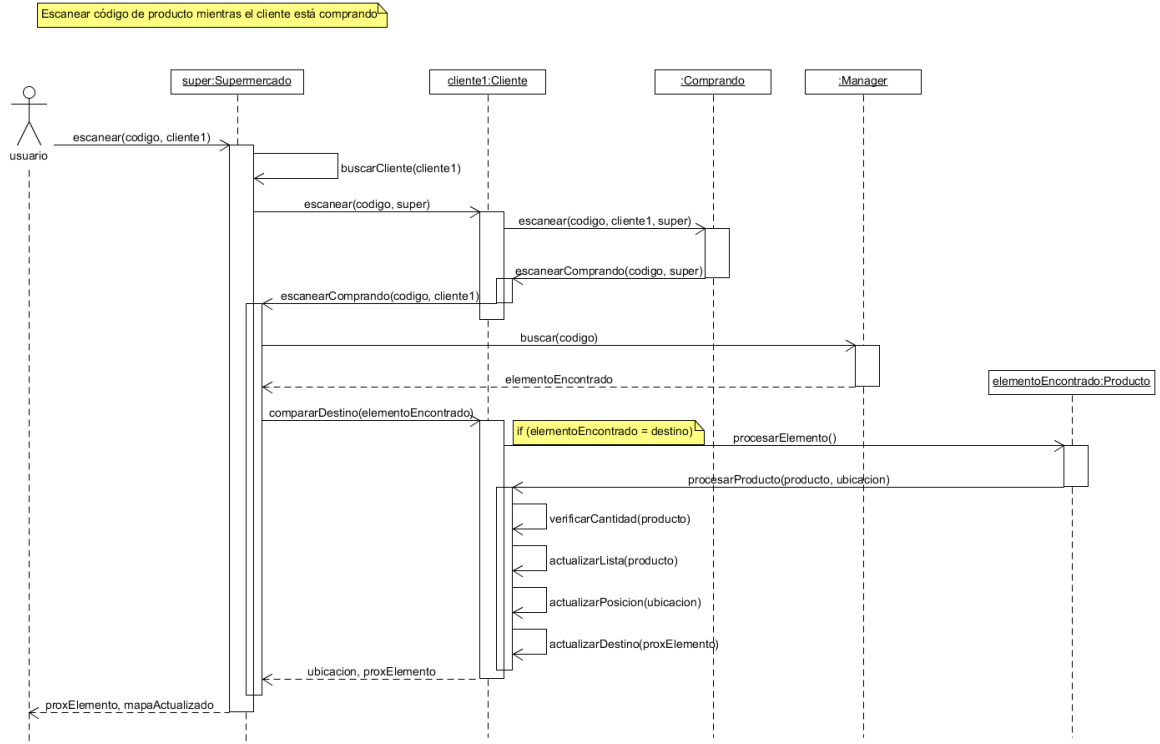 Escanear código de producto mientras el cliente está comprando
super:Supermercado
cliente1:Cliente
:Comprando
:Manager
usuario
escanear(codigo, cliente1)
buscarCliente(cliente1)
escanear(codigo, super)
escanear(codigo, cliente1, super)
escanearComprando(codigo, super)
escanearComprando(codigo, cliente1)
buscar(codigo)
elementoEncontrado
elementoEncontrado:Producto
compararDestino(elementoEncontrado)
if (elementoEncontrado = destino)
procesarElemento()
procesarProducto(producto, ubicacion)
verificarCantidad(producto)
actualizarLista(producto)
actualizarPosicion(ubicacion)
actualizarDestino(proxElemento)
ubicacion, proxElemento
proxElemento, mapaActualizado